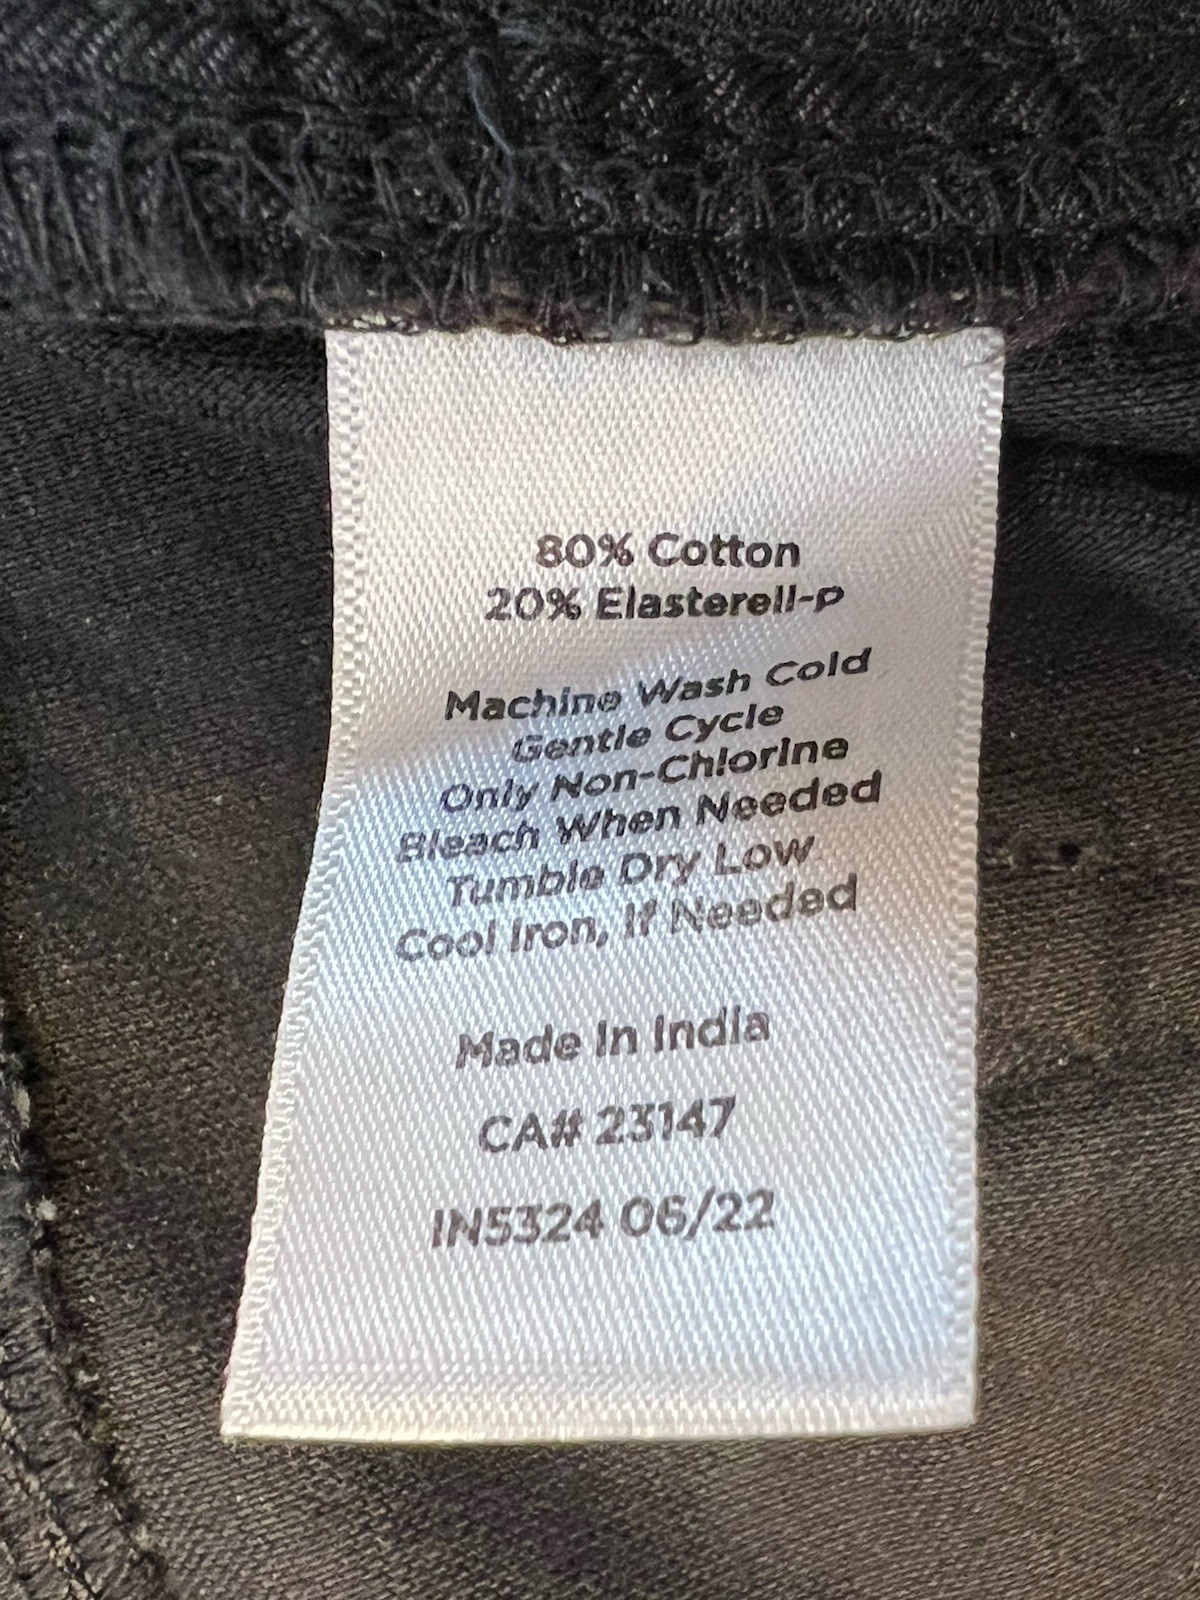 80% Cotton
20% Elasterell-p
Machine Wash Cold
Gentle Cycle
Only Non-Chlorine
Bleach When Needed
Tumble Dry Low
Cool Iron, If Needed
Made In India
CA# 23147
IN5324 06/22